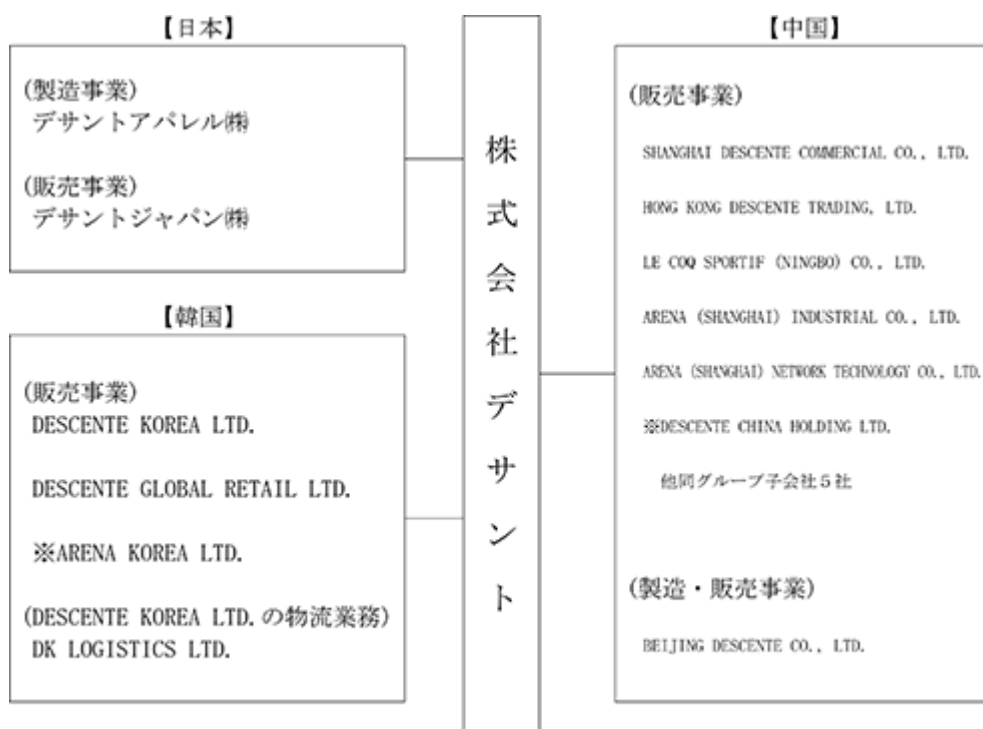 【日本】
(製造事業)
デサントアパレル㈱
(販売事業)
デサントジャパン㈱
【韓国】
(販売事業)
DESCENTE KOREA LTD.
DESCENTE GLOBAL RETAIL LTD.
※ARENA KOREA LTD.
(DESCENTE KOREA LTD.の物流業務)
DK LOGISTICS LTD.
株式会社デサント
【中国】
(販売事業)
SHANGHAI DESCENTE COMMERCIAL CO., LTD.
HONG KONG DESCENTE TRADING, LTD.
LE COQ SPORTIF (NINGBO) CO., LTD.
ARENA (SHANGHAI) INDUSTRIAL CO., LTD.
ARENA (SHANGHAI) NETWORK TECHNOLOGY CO., LTD.
※DESCENTE CHINA HOLDING LTD.
他同グループ子会社５社
(製造・販売事業)
BEIJING DESCENTE CO., LTD.